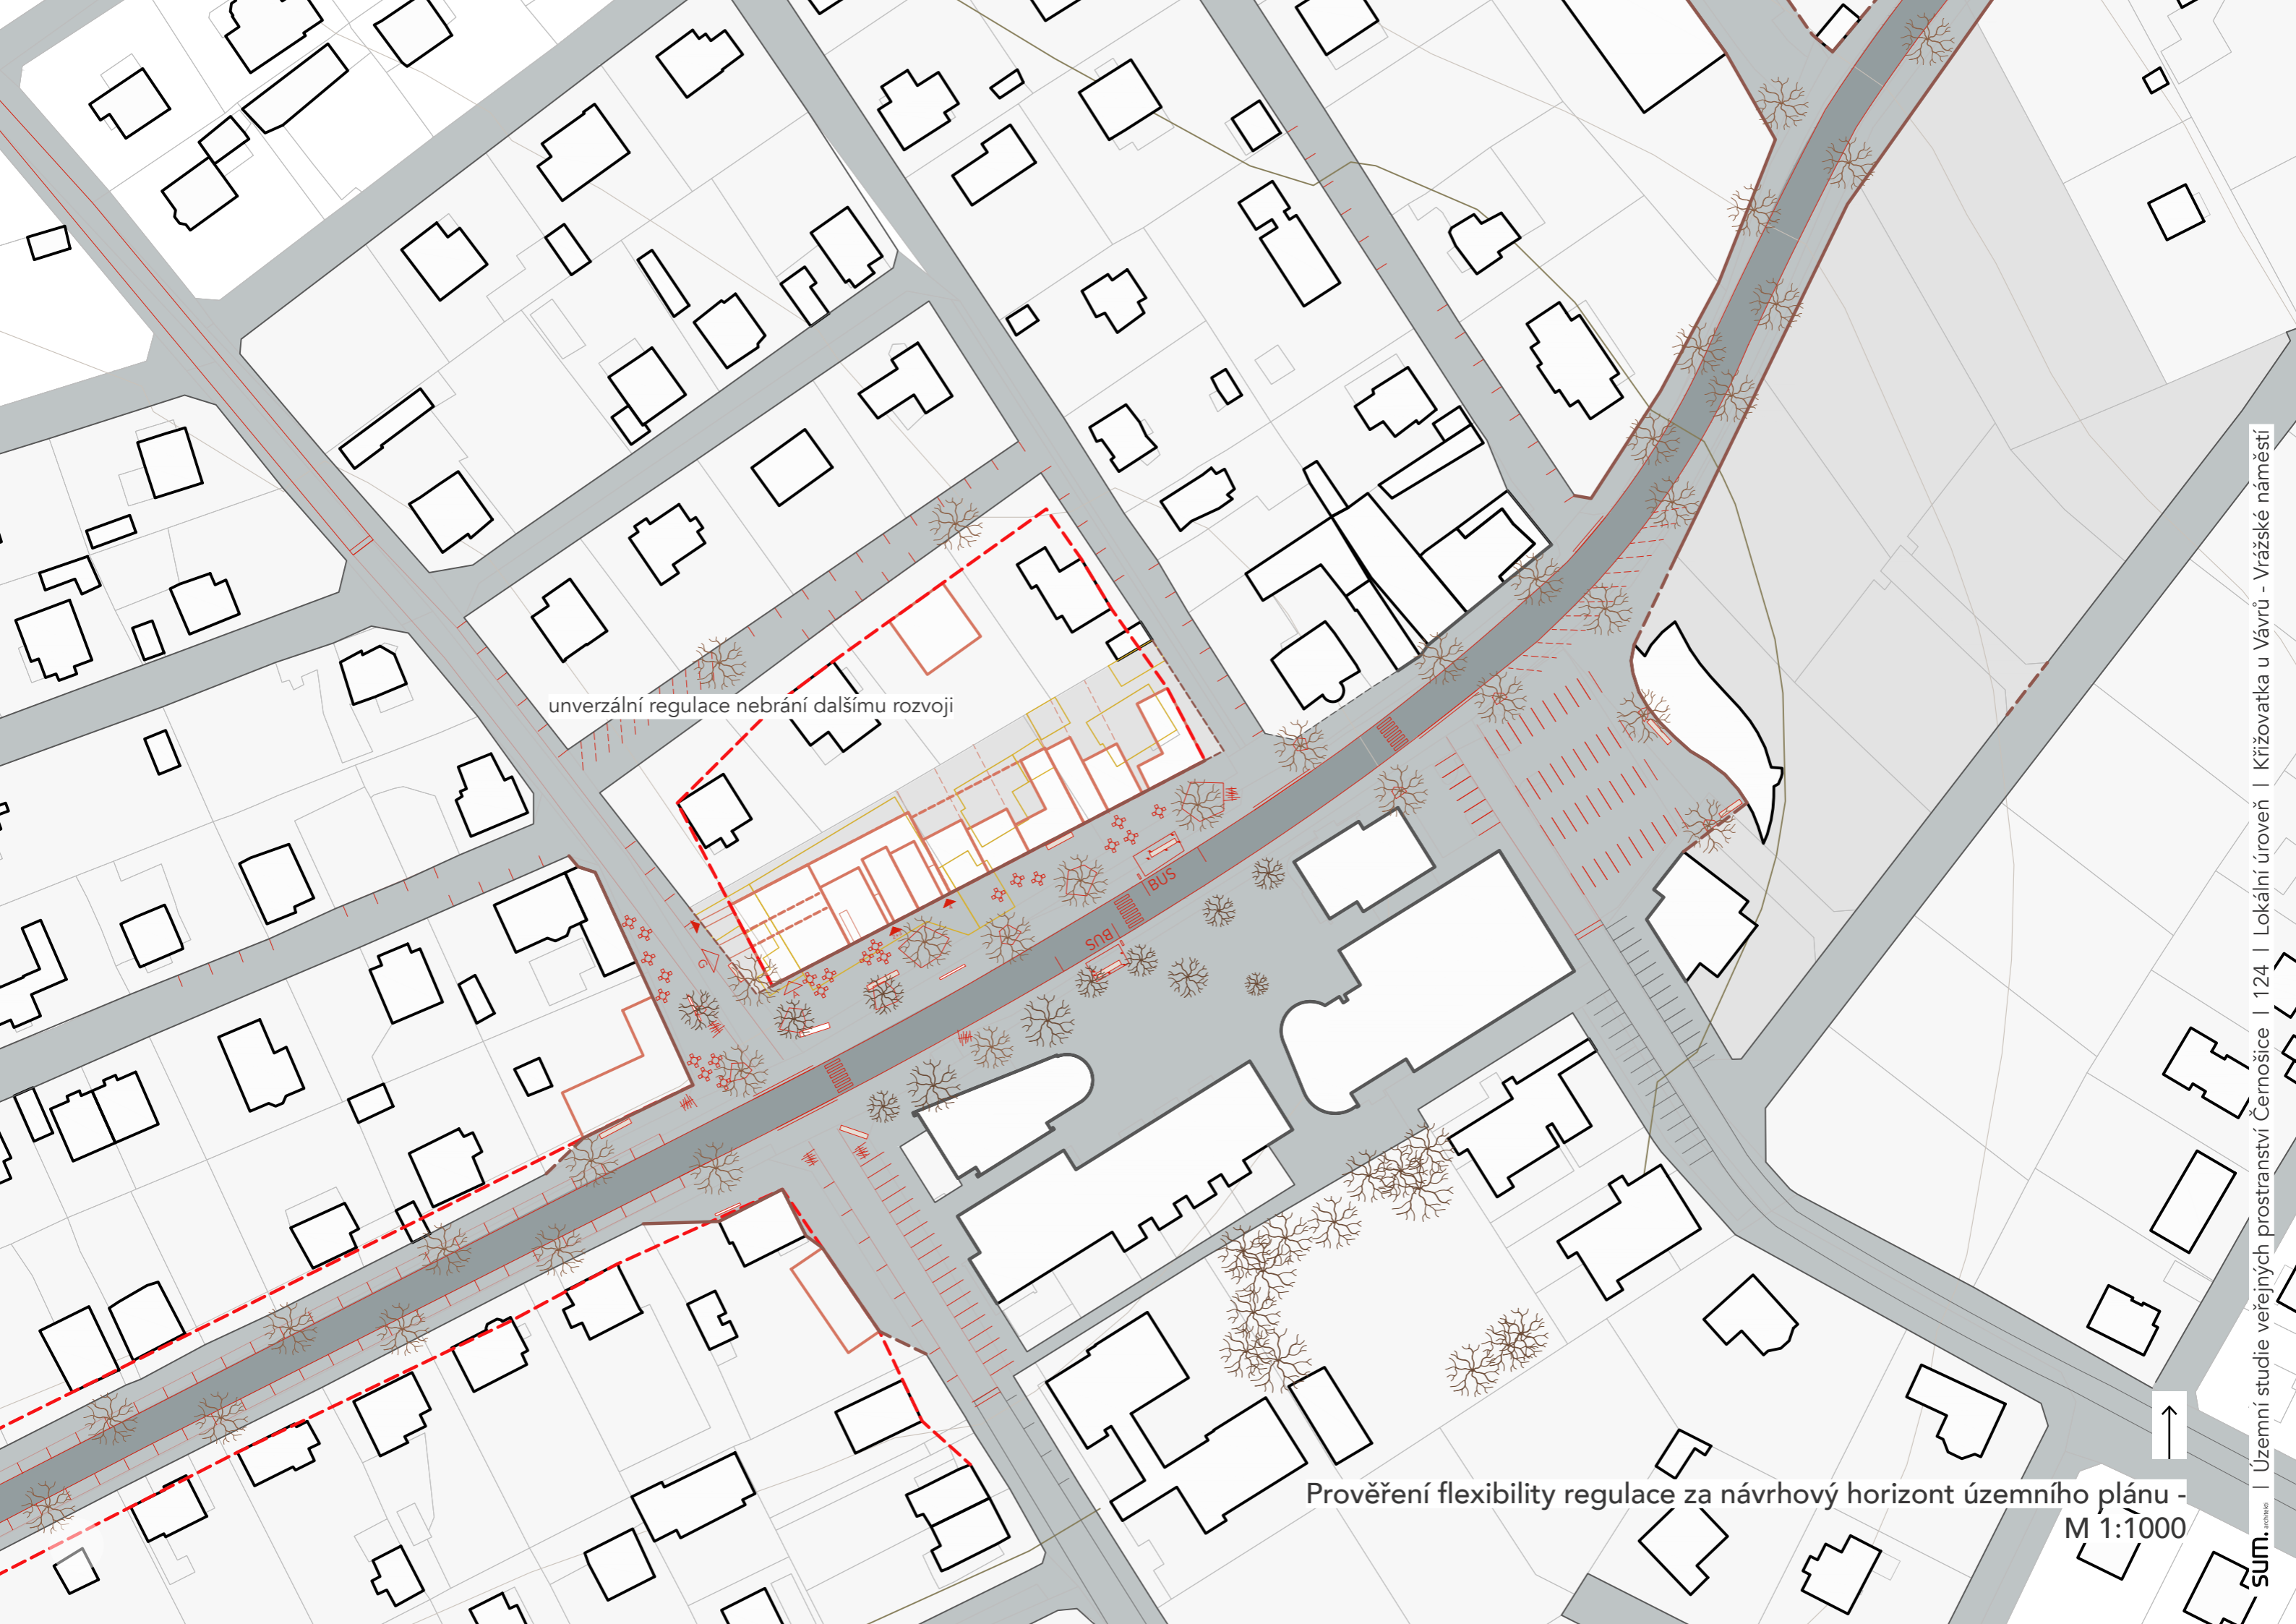 unverzální regulace nebrání dalšímu rozvoji
BUS
BUS
G
Prověření flexibility regulace za návrhový horizont územního plánu -
M 1:1000
sum. architekti | Územní studie veřejných prostranství Černošice | 124 | Lokální úroveň | Křižovatka u Vávrů - Vrážské náměstí